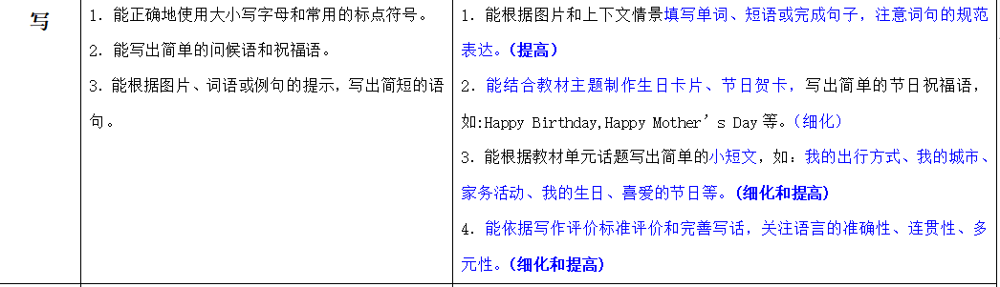 写
1. 能正确地使用大小写字母和常用的标点符号。
2. 能写出简单的问候语和祝福语。
3. 能根据图片、词语或例句的提示，写出简短的语
句。
1. 能根据图片和上下文情景填写单词、短语或完成句子，注意词句的规范
表达。(提高)
2. 能结合教材主题制作生日卡片、节日贺卡，写出简单的节日祝福语，
如:Happy Birthday,Happy Mother’s Day等。（细化）
3. 能根据教材单元话题写出简单的小短文，如：我的出行方式、我的城市、
家务活动、我的生日、喜爱的节日等。(细化和提高)
4. 能依据写作评价标准评价和完善写话，关注语言的准确性、连贯性、多
元性。(细化和提高)